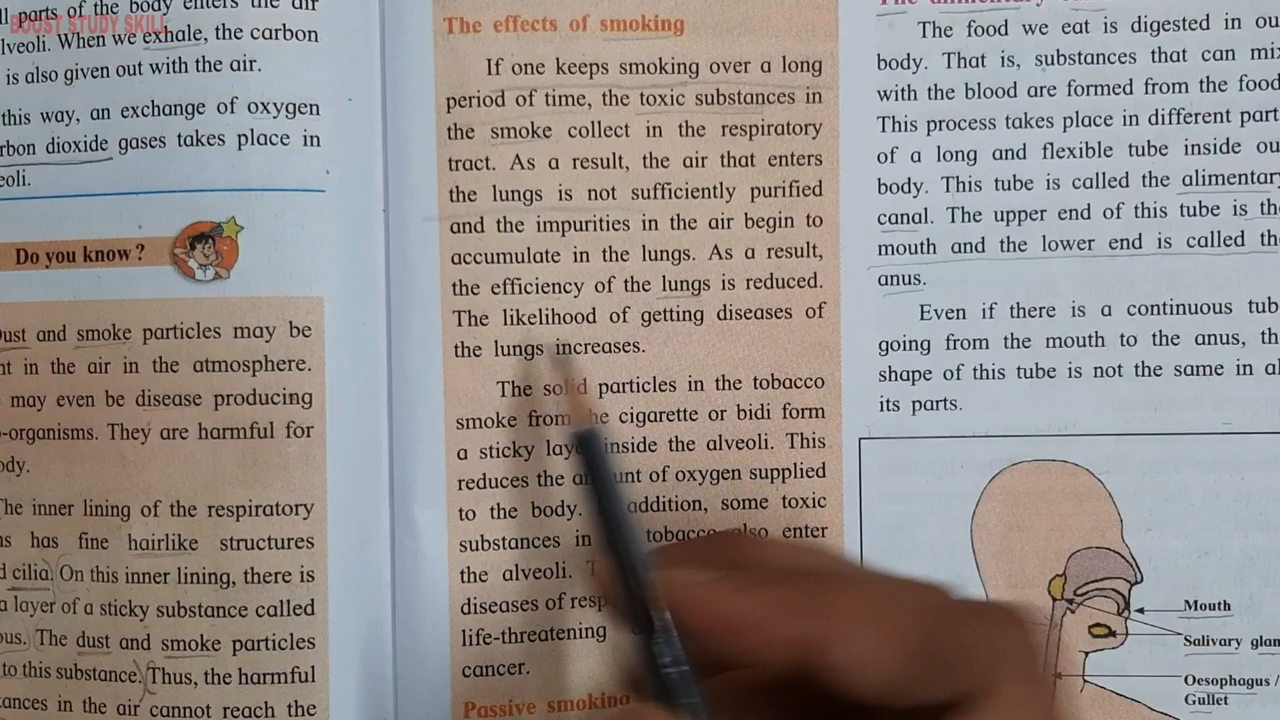 ll parts of the body enters the air
BOOST STUDY SKILL
lveoli. When we exhale, the carbon
is also given out with the air.
this way, an exchange of oxygen
rbon dioxide gases takes place in
eoli.
Do you know ?
Dust and smoke particles may be
nt in the air in the atmosphere.
may even be disease producing
-organisms. They are harmful for
ody.
The inner lining of the respiratory
ns has fine hairlike structures
d cilia. On this inner lining, there is
a layer of a sticky substance called
ous. The dust and smoke particles
to this substance. Thus, the harmful
tances in the air cannot reach the
The effects of smoking
If one keeps smoking over a long
period of time, the toxic substances in
the smoke collect in the respiratory
tract. As a result, the air that enters
the lungs is not sufficiently purified
and the impurities in the air begin to
accumulate in the lungs. As a result,
the efficiency of the lungs is reduced.
The likelihood of getting diseases of
the lungs increases.
The solid particles in the tobacco
smoke from he cigarette or bidi form
a sticky laye inside the alveoli. This
reduces the am unt of oxygen supplied
to the body. addition, some toxic
substances in tobacco also enter
the alveoli. T
diseases of resp
life-threatening
cancer.
Passive smoking
The food we eat is digested in ou
body. That is, substances that can mix
with the blood are formed from the food
This process takes place in different part
of a long and flexible tube inside ou
body. This tube is called the alimentary
canal. The upper end of this tube is the
mouth and the lower end is called the
anus.
Even if there is a continuous tub
going from the mouth to the anus, th
shape of this tube is not the same in al
its parts.
Mouth
Salivary glan
Oesophagus /
Gullet